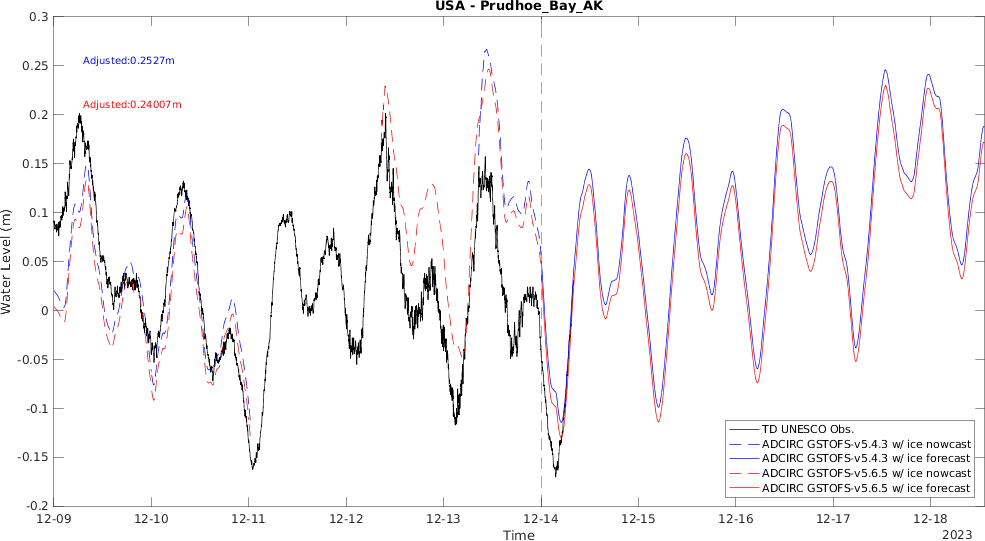 USA - Prudhoe_Bay_AK
Adjusted:0.2527m
Adjusted:0.24007m
Water Level (m)
0.3
0.25
0.2
0.15
0.1
0.05
0
-0.05
-0.1
-0.15
-0.2
TD UNESCO Obs.
ADCIRC GSTOFS-v5.4.3 w/ ice nowcast
ADCIRC GSTOFS-v5.4.3 w/ ice forecast
ADCIRC GSTOFS-v5.6.5 w/ ice nowcast
ADCIRC GSTOFS-v5.6.5 w/ ice forecast
12-09 12-10 12-11 12-12 12-13 12-14 12-15 12-16 12-17 12-18
Time
2023